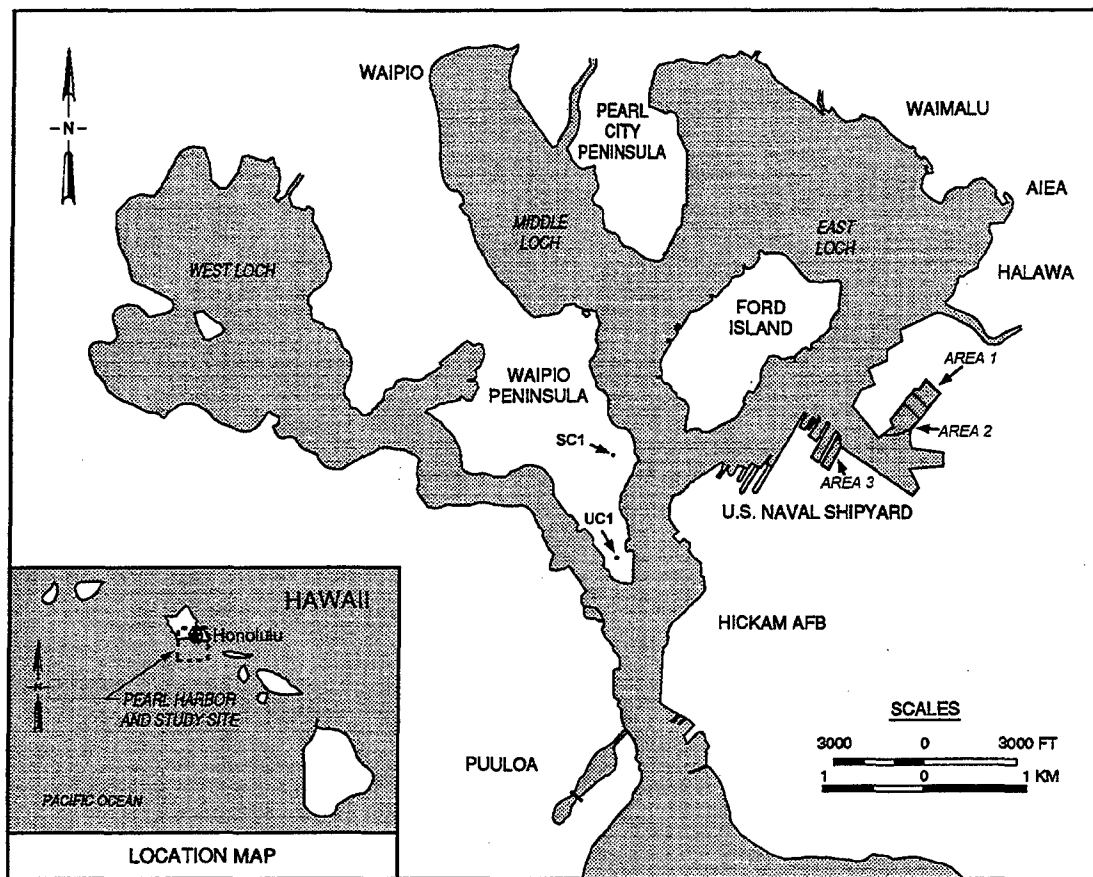 WAIPIO
PEARL
CITY
PENINSULA
WAIMALU
-N-
AIEA
MIDDLE
LOCH
EAST
LOCH
WEST LOCH
HALAWA
FORD
ISLAND
WAIPIO
PENINSULA
AREA 1
AREA 2
SC1
AREA 3
U.S. NAVAL SHIPYARD
UC1
HICKAM AFB
HAWAII
Honolulu
PEARL HARBOR
AND STUDY SITE
PACIFIC OCEAN
LOCATION MAP
PUULOA
SCALES
3000 0 3000 FT
1 0 1 KM